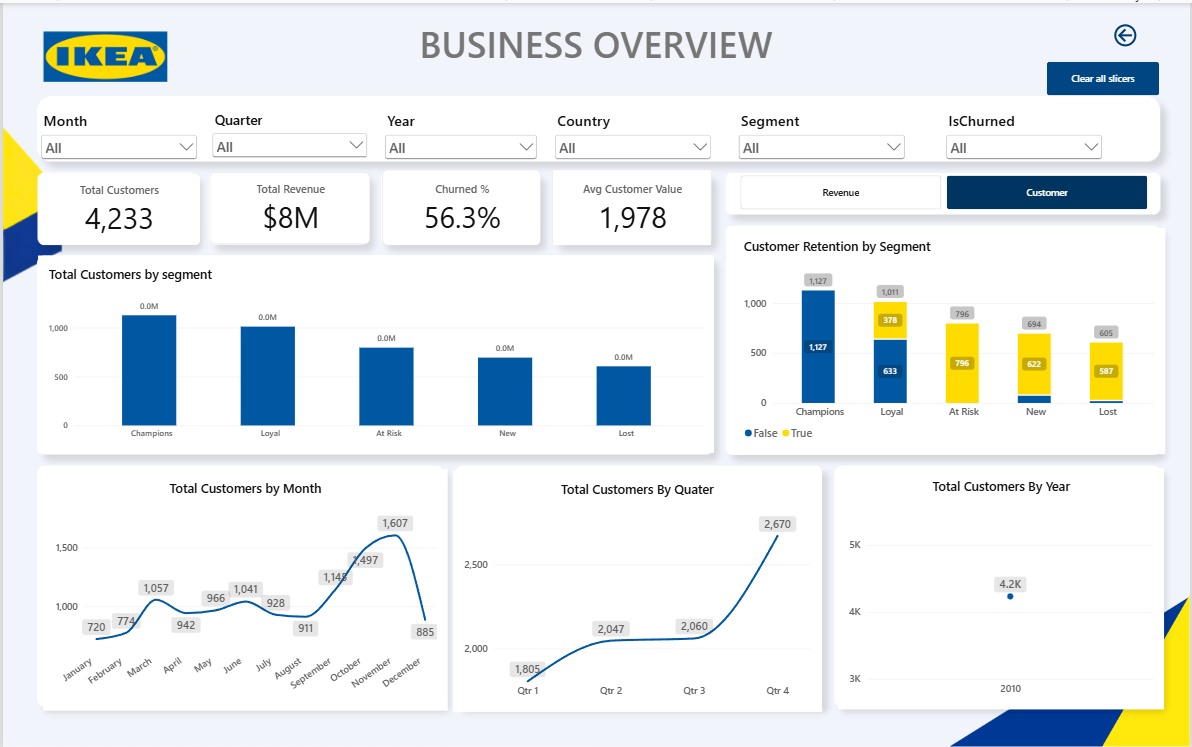 IKEA
BUSINESS OVERVIEW
Clear all slicers
Month
Quarter
Year
Country
Segment
IsChurned
All
All
All
All
All
All
Total Customers
4,233
Total Revenue
$8M
Churned %
56.3%
Avg Customer Value
1,978
Revenue
Customer
Total Customers by segment
0.0M
0.0M
0.0M
0.0M
0.0M
1,000
500
0
Champions
Loyal
At Risk
New
Lost
Customer Retention by Segment
1,127
1,011
796
694
605
1,000
500
0
378
1,127
633
796
622
587
Champions
Loyal
At Risk
New
Lost
False
True
Total Customers by Month
1,500
1,000
720
774
1,057
942
966
1,041
928
911
1,145
1,497
1,607
885
January
February
March
April
May
June
July
August
September
October
November
December
Total Customers By Quater
2,500
2,000
1,805
2,047
2,060
2,670
Qtr 1
Qtr 2
Qtr 3
Qtr 4
Total Customers By Year
5K
4K
3K
4.2K
2010